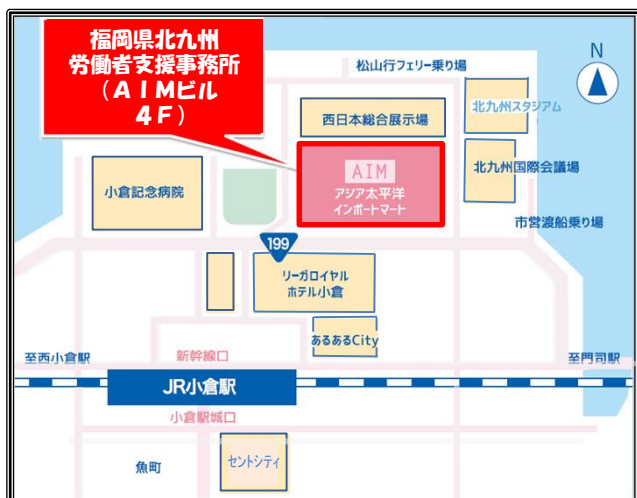 福岡県北九州
労働者支援事務所
(AIMビル
4F)
松山行フェリー乗り場
N
西日本総合展示場
北九州スタジアム
小倉記念病院
AIM
アジア太平洋
インポートマート
北九州国際会議場
市営渡船乗り場
199
リーガロイヤル
ホテル小倉
あるあるCity
至西小倉駅
新幹線口
至門司駅
JR小倉駅
小倉駅城口
魚町
セントシティ